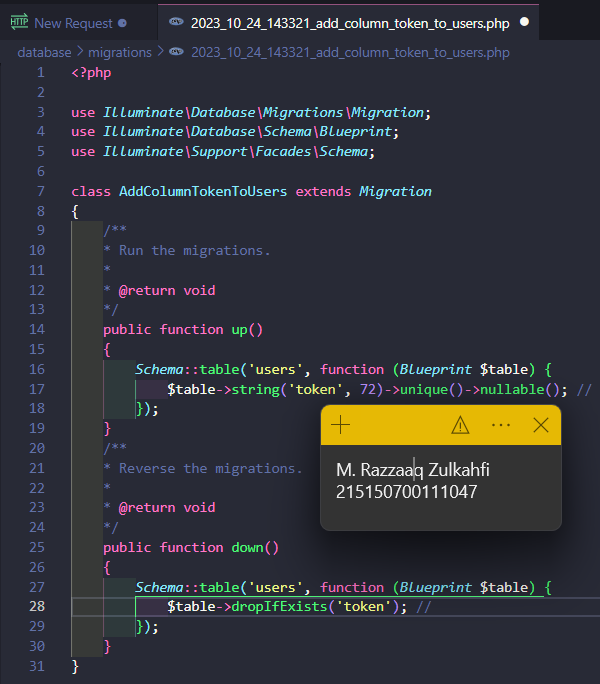 New Request
2023_10_24_143321_add_column_token_to_users.php
database > migrations > 2023_10_24_143321_add_column_token_to_users.php
1 <?php
2
3 use Illuminate\Database\Migrations\Migration;
4 use Illuminate\Database\Schema\Blueprint;
5 use Illuminate\Support\Facades\Schema;
6
7 class AddColumnTokenToUsers extends Migration
8 {
9 /**
10 * Run the migrations.
11 *
12 * @return void
13 */
14 public function up()
15 {
16 Schema::table('users', function (Blueprint $table) {
17 $table->string('token', 72)->unique()->nullable(); //
18 });
19 }
20 /**
21 * Reverse the migrations.
22 *
23 * @return void
24 */
25 public function down()
26 {
27 Schema::table('users', function (Blueprint $table) {
28 $table->dropIfExists('token'); //
29 });
30 }
31 }
M. Razzaaq Zulkahfi
215150700111047